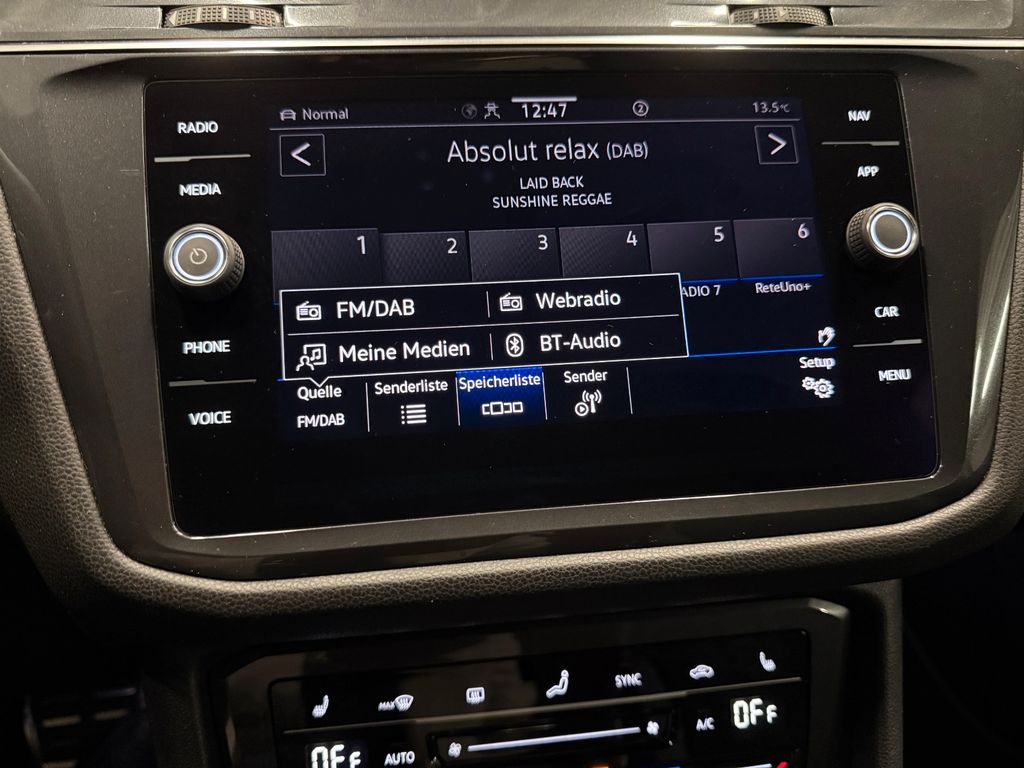 RADIO
MEDIA
PHONE
VOICE
Normal
12:47
2
13.5°C
<
Absolut relax (DAB)
>
LAID BACK
SUNSHINE REGGAE
1 2 3 4 5 6
ADIO 7 ReteUno+
FM/DAB Webradio
Meine Medien BT-Audio
Quelle Senderliste Speicherliste Sender Setup
FM/DAB
NAV
APP
CAR
MENU
MAX SYNC
OFF AUTO A/C OFF